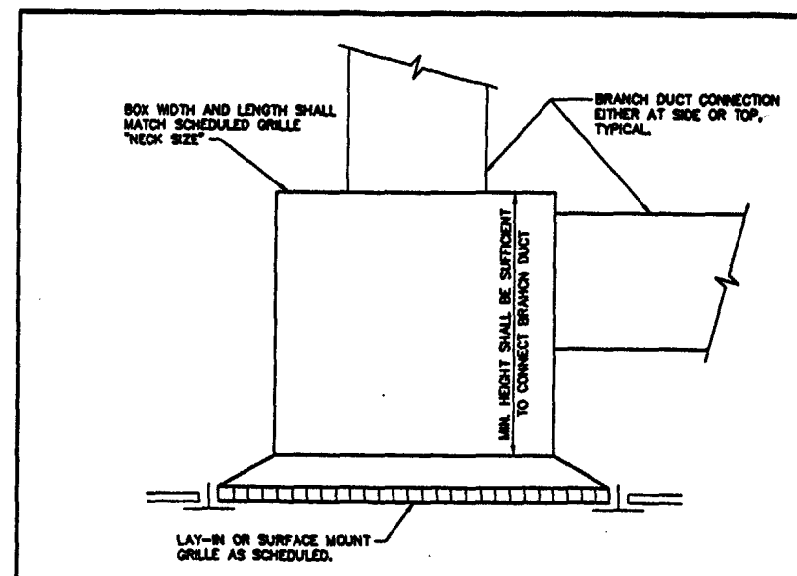 BOX WIDTH AND LENGTH SHALL
MATCH SCHEDULED GRILLE
"NECK SIZE"
BRANCH DUCT CONNECTION
EITHER AT SIDE OR TOP,
TYPICAL.
MIN. HEIGHT SHALL BE SUFFICIENT
TO CONNECT BRAHCN DUCT
LAY-IN OR SURFACE MOUNT
GRILLE AS SCHEDULED.